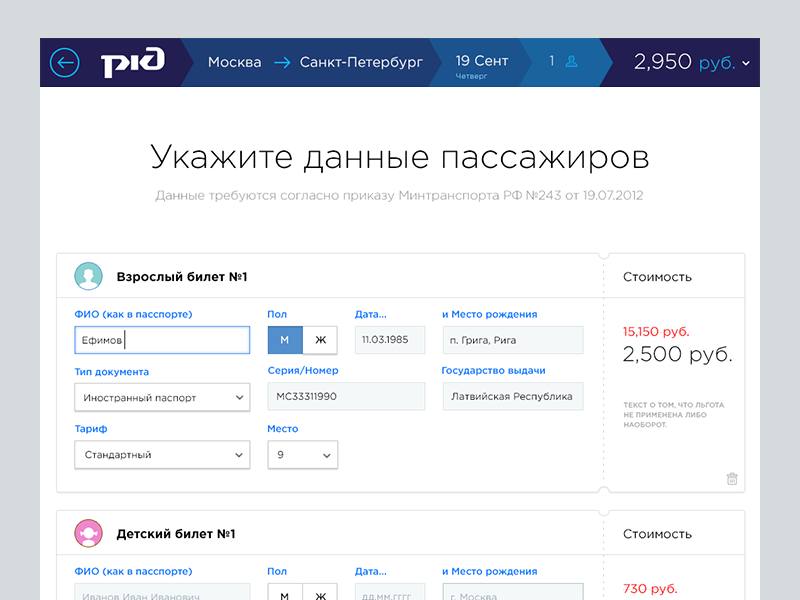 ржд
Москва → Санкт-Петербург
19 Сент
Четверг
1
2,950 руб.
Укажите данные пассажиров
Данные требуются согласно приказу Минтранспорта РФ №243 от 19.07.2012
Взрослый билет №1
Стоимость
ФИО (как в пасспорте)
Пол
Дата...
и Место рождения
Ефимов
М
Ж
11.03.1985
п. Грига, Рига
15,150 руб.
2,500 руб.
Тип документа
Серия/Номер
Государство выдачи
Иностранный паспорт
МС33311990
Латвийская Республика
ТЕКСТ О ТОМ, ЧТО ЛЬГОТА
НЕ ПРИМЕНЕНА ЛИБО
НАОБОРОТ.
Тариф
Место
Стандартный
9
Детский билет №1
Стоимость
ФИО (как в пасспорте)
Пол
Дата...
и Место рождения
Иванов Иван Иванович
М
Ж
дд.мм.гггг
г. Москва
730 руб.